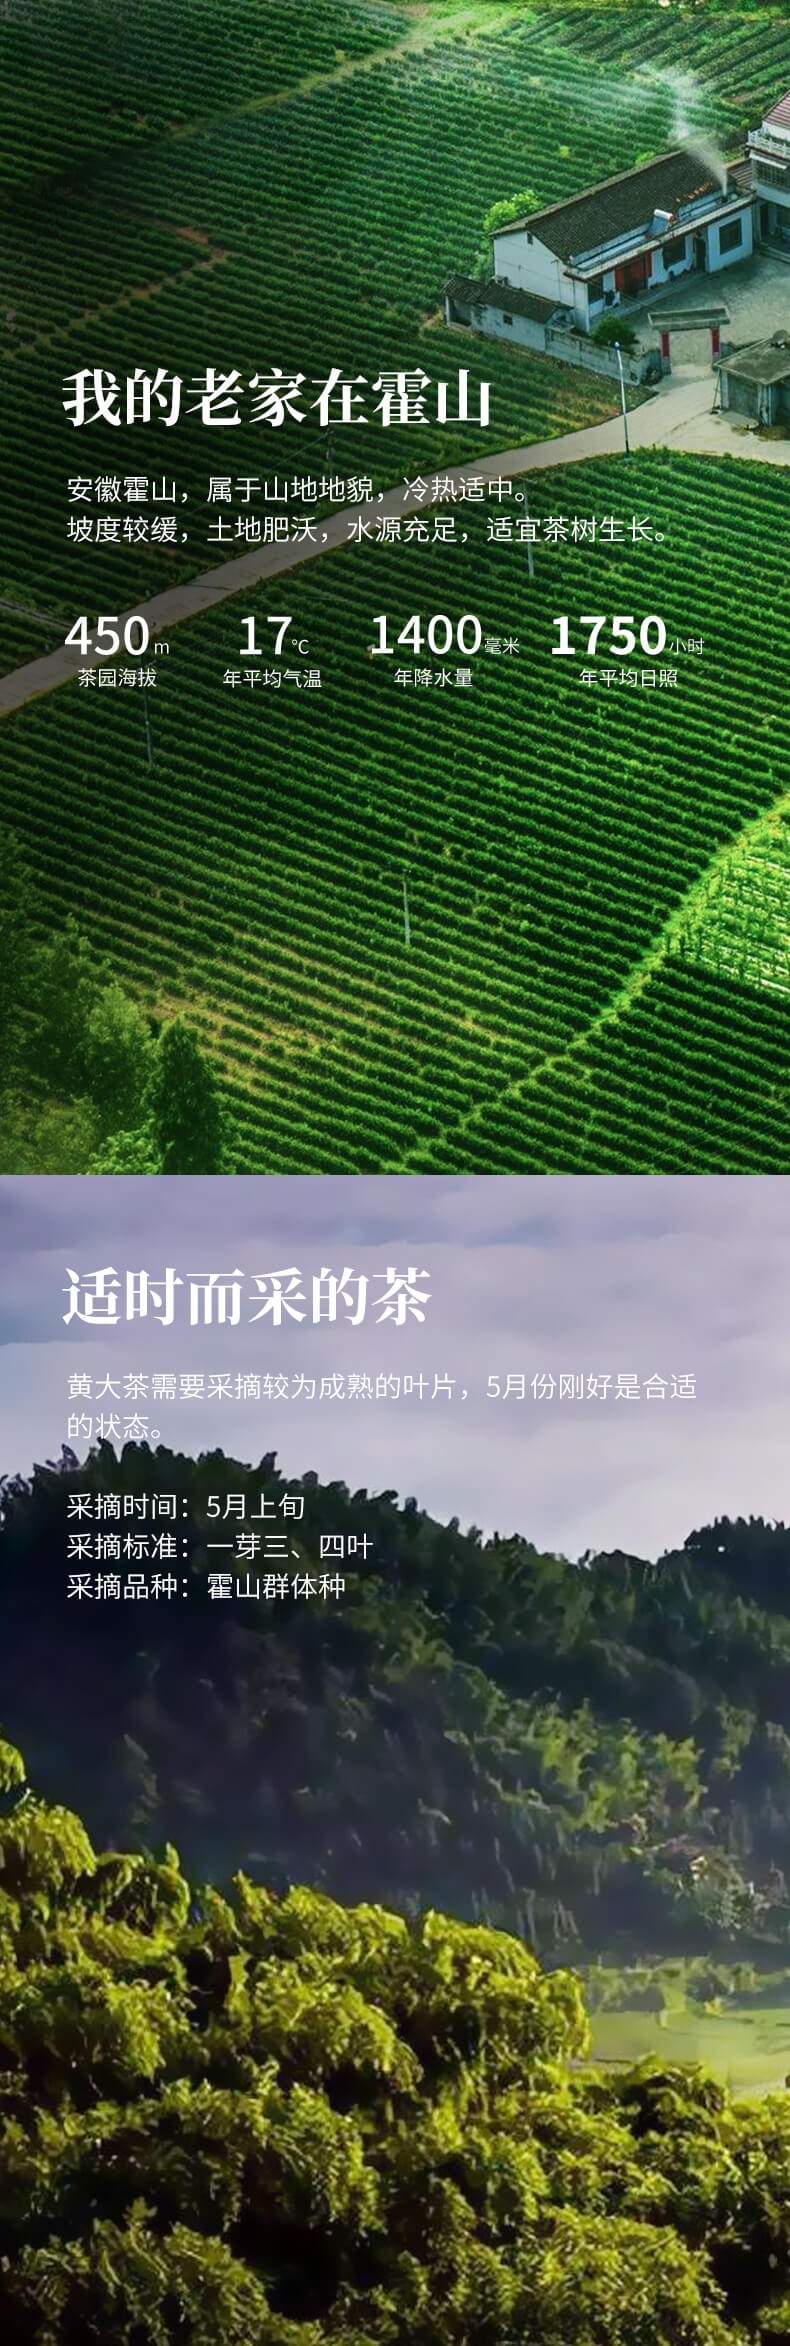 我的老家在霍山
安徽霍山，属于山地地貌，冷热适中。
坡度较缓，土地肥沃，水源充足，适宜茶树生长。
450m 17℃ 1400毫米 1750小时
茶园海拔 年平均气温 年降水量 年平均日照
适时而采的茶
黄大茶需要采摘较为成熟的叶片，5月份刚好是合适
的状态。
采摘时间：5月上旬
采摘标准：一芽三、四叶
采摘品种：霍山群体种